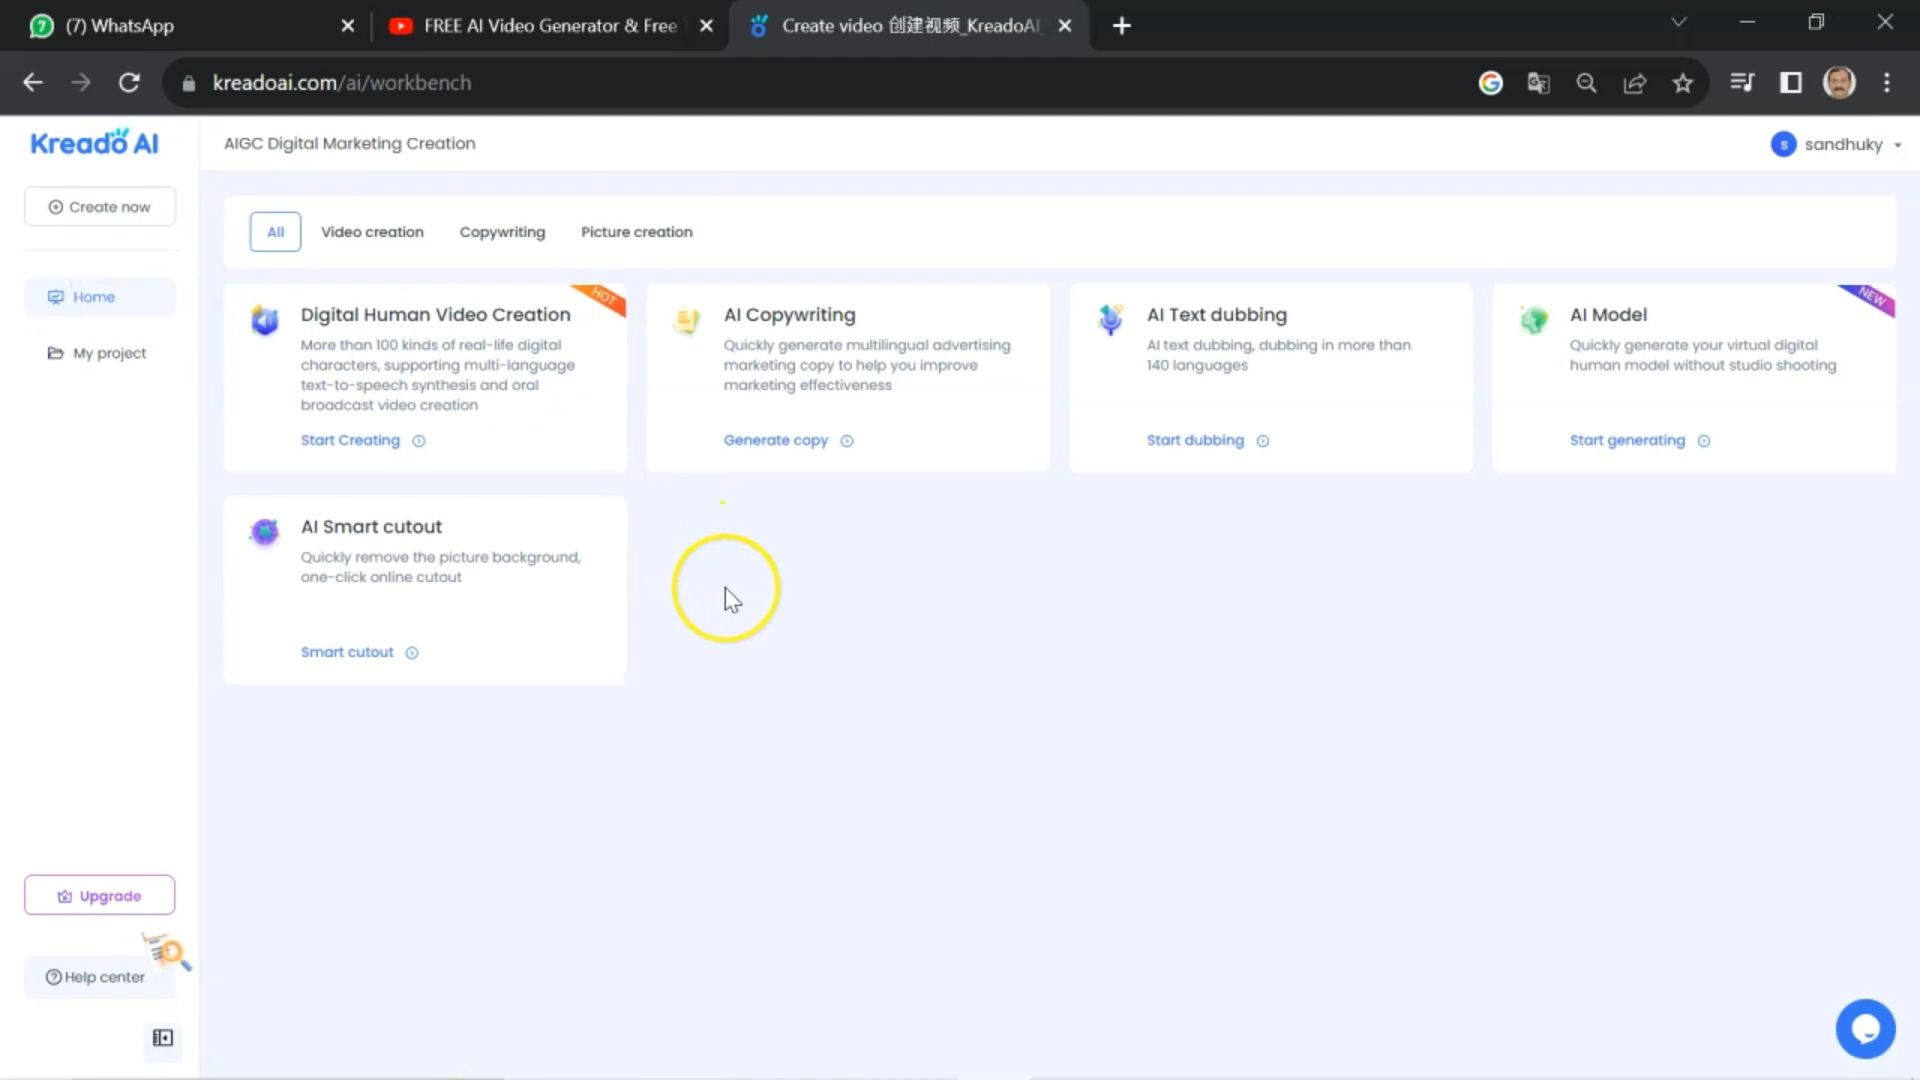 7 (7) WhatsApp
FREE AI Video Generator & Free
Create video 创建视频_KreadoAI
kreadoai.com/ai/workbench
Kreado AI
AIGC Digital Marketing Creation
s sandhuky
Create now
All Video creation Copywriting Picture creation
Home
My project
Digital Human Video Creation
HOT
More than 100 kinds of real-life digital
characters, supporting multi-language
text-to-speech synthesis and oral
broadcast video creation
Start Creating
AI Copywriting
Quickly generate multilingual advertising
marketing copy to help you improve
marketing effectiveness
Generate copy
AI Text dubbing
AI text dubbing, dubbing in more than
140 languages
Start dubbing
AI Model
NEW
Quickly generate your virtual digital
human model without studio shooting
Start generating
AI Smart cutout
Quickly remove the picture background,
one-click online cutout
Smart cutout
Upgrade
Help center